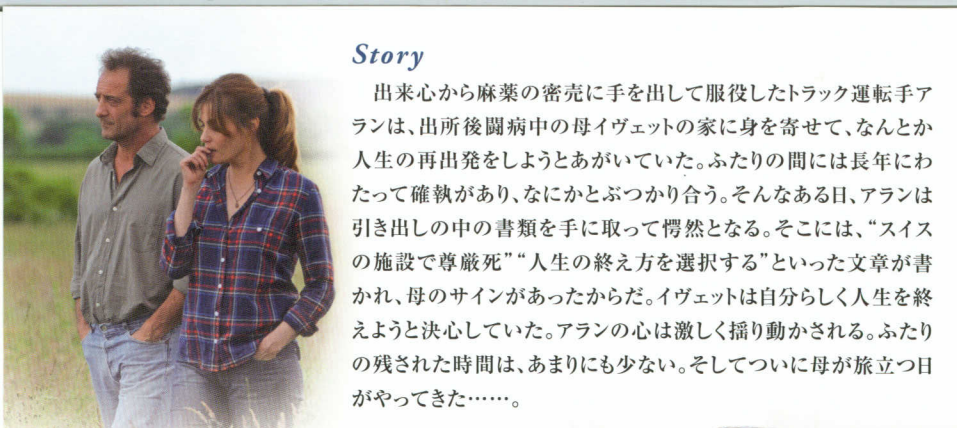 Story
出来心から麻薬の密売に手を出して服役したトラック運転手ア
ランは、出所後闘病中の母イヴェットの家に身を寄せて、なんとか
人生の再出発をしようとあがいていた。ふたりの間には長年にわ
たって確執があり、なにかとぶつかり合う。そんなある日、アランは
引き出しの中の書類を手に取って愕然となる。そこには、“スイス
の施設で尊厳死”“人生の終え方を選択する”といった文章が書
かれ、母のサインがあったからだ。イヴェットは自分らしく人生を終
えようと決心していた。アランの心は激しく揺り動かされる。ふたり
の残された時間は、あまりにも少ない。そしてついに母が旅立つ日
がやってきた……。